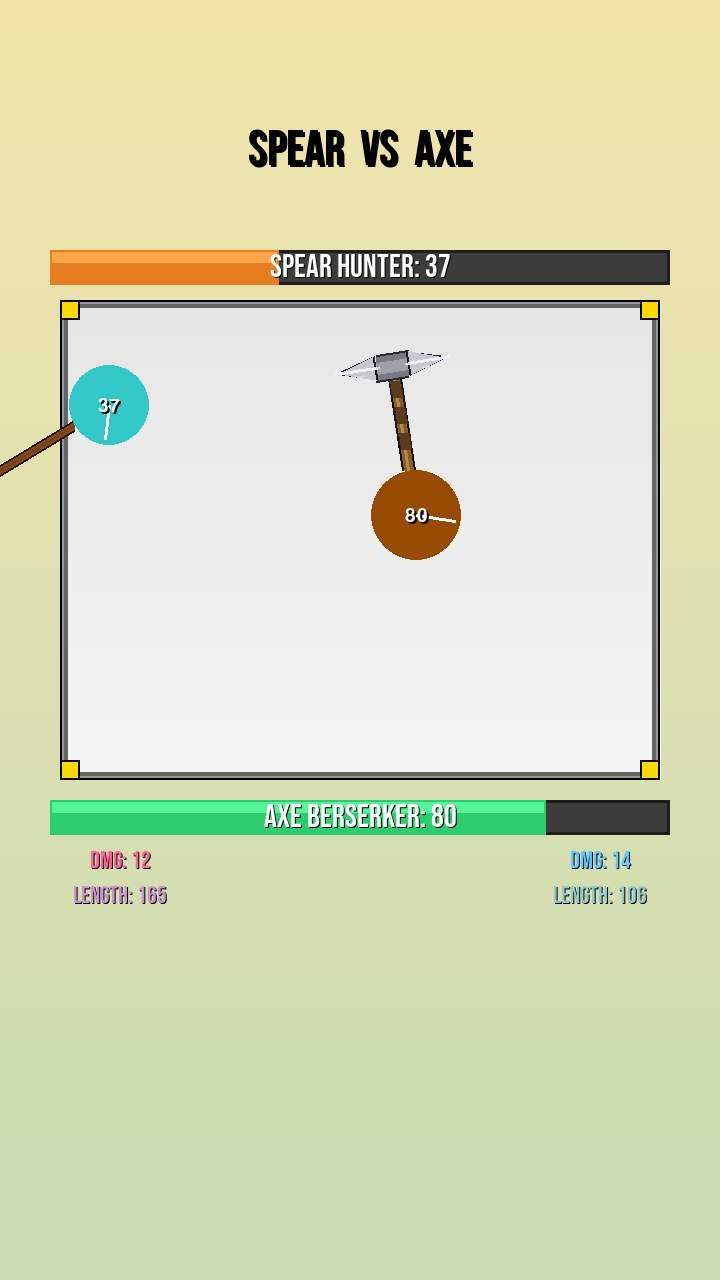 SPEAR VS AXE
SPEAR HUNTER: 37
37
80
AXE BERSERKER: 80
DMG: 12
DMG: 14
LENGTH: 165
LENGTH: 106